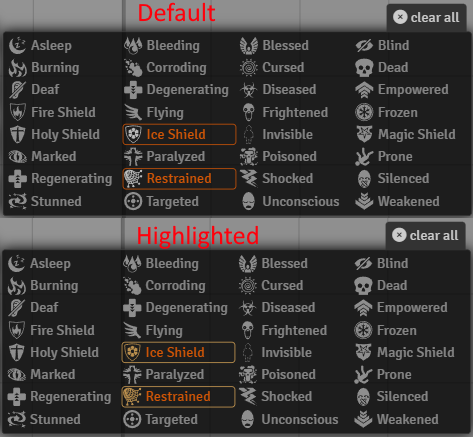 Default
clear all
Asleep Bleeding Blessed Blind
Burning Corroding Cursed Dead
Deaf Degenerating Diseased Empowered
Fire Shield Flying Frightened Frozen
Holy Shield Ice Shield Invisible Magic Shield
Marked Paralyzed Poisoned Prone
Regenerating Restrained Shocked Silenced
Stunned Targeted Unconscious Weakened
Highlighted
clear all
Asleep Bleeding Blessed Blind
Burning Corroding Cursed Dead
Deaf Degenerating Diseased Empowered
Fire Shield Flying Frightened Frozen
Holy Shield Ice Shield Invisible Magic Shield
Marked Paralyzed Poisoned Prone
Regenerating Restrained Shocked Silenced
Stunned Targeted Unconscious Weakened